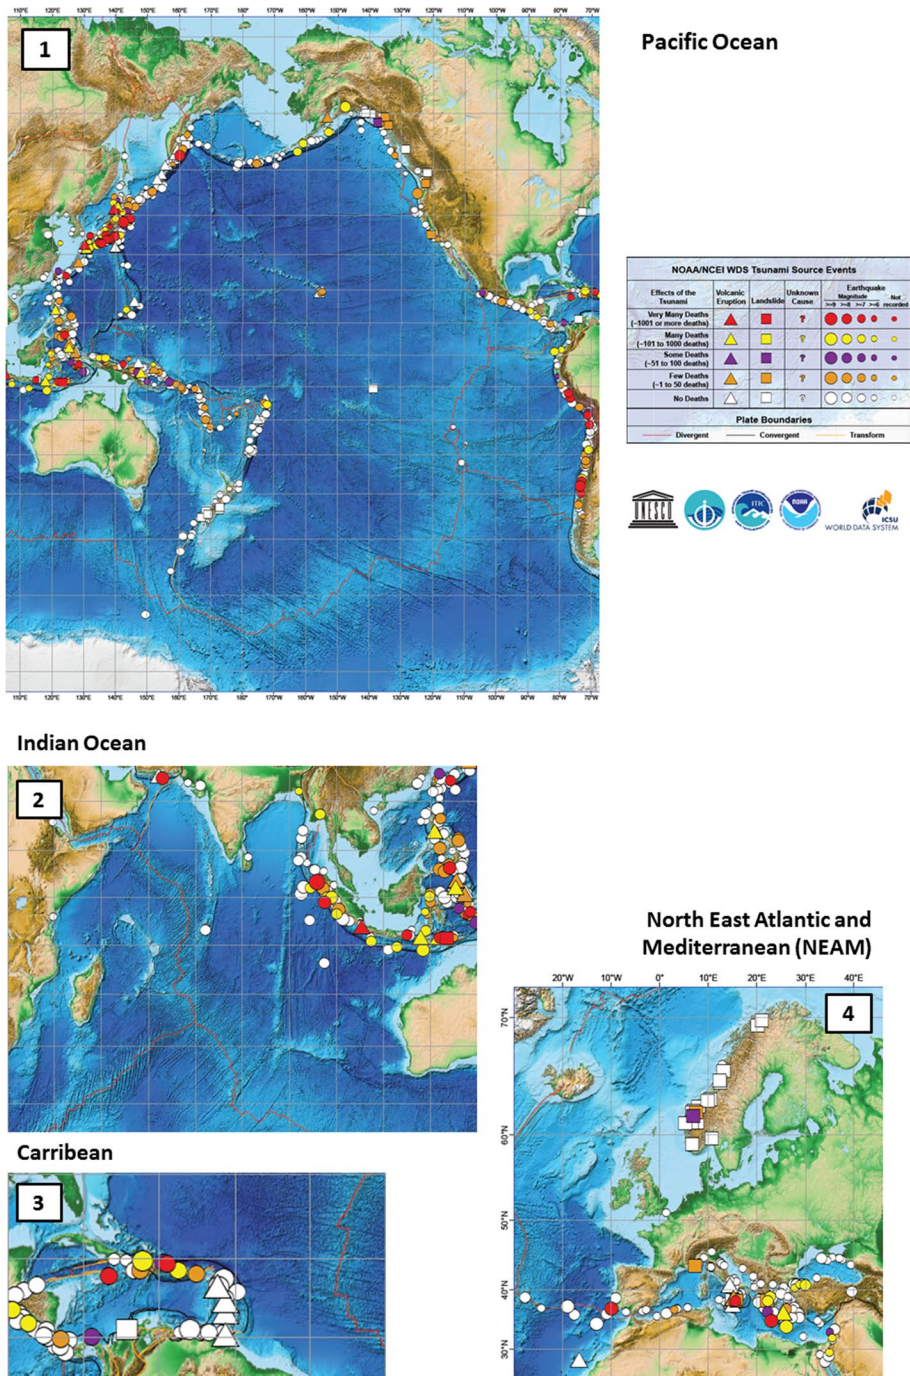 110°E 120°E 130°E 140°E 150°E 160°E 170°E 180° 170°W 160°W 150°W 140°W 130°W 120°W 110°W 100°W 90°W 80°W 70°W
1
Pacific Ocean
NOAA/NCEI WDS Tsunami Source Events
Effects of the Tsunami
Volcanic Eruption
Landslide
Unknown Cause
Earthquake
Magnitude
>=9 >=8 >=7 >=6 Not recorded
Very Many Deaths
(~1001 or more deaths)
?
Many Deaths
(~101 to 1000 deaths)
?
Some Deaths
(~51 to 100 deaths)
?
Few Deaths
(~1 to 50 deaths)
?
No Deaths
?
Plate Boundaries
Divergent Convergent Transform
UNESCO
ITIC
NOAA
ICSU
WORLD DATA SYSTEM
110°E 120°E 130°E 140°E 150°E 160°E 170°E 180° 170°W 160°W 150°W 140°W 130°W 120°W 110°W 100°W 90°W 80°W 70°W
Indian Ocean
2
North East Atlantic and
Mediterranean (NEAM)
20°W 10°W 0° 10°E 20°E 30°E 40°E
4
70°N
60°N
50°N
40°N
30°N
Carribean
3